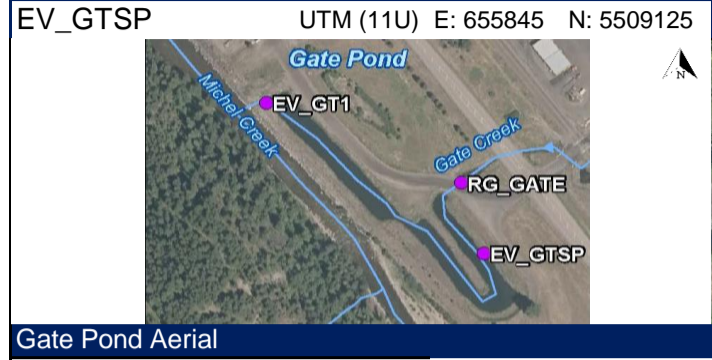 EV_GTSP UTM (11U) E: 655845 N: 5509125
Gate Pond
N
Michel Creek
EV_GT1
Gate Creek
RG_GATE
EV_GTSP
Gate Pond Aerial